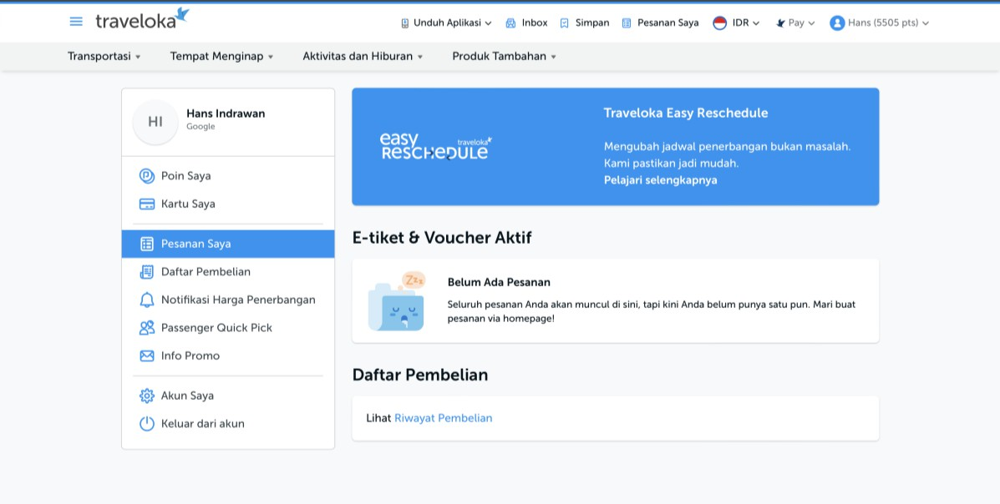 traveloka
Unduh Aplikasi
Inbox
Simpan
Pesanan Saya
IDR
Pay
Hans (5505 pts)
Transportasi
Tempat Menginap
Aktivitas dan Hiburan
Produk Tambahan
HI
Hans Indrawan
Google
Poin Saya
Kartu Saya
Pesanan Saya
Daftar Pembelian
Notifikasi Harga Penerbangan
Passenger Quick Pick
Info Promo
Akun Saya
Keluar dari akun
easy
traveloka
RESCHEDULE
Traveloka Easy Reschedule
Mengubah jadwal penerbangan bukan masalah.
Kami pastikan jadi mudah.
Pelajari selengkapnya
E-tiket & Voucher Aktif
Zzz
Belum Ada Pesanan
Seluruh pesanan Anda akan muncul di sini, tapi kini Anda belum punya satu pun. Mari buat
pesanan via homepage!
Daftar Pembelian
Lihat Riwayat Pembelian